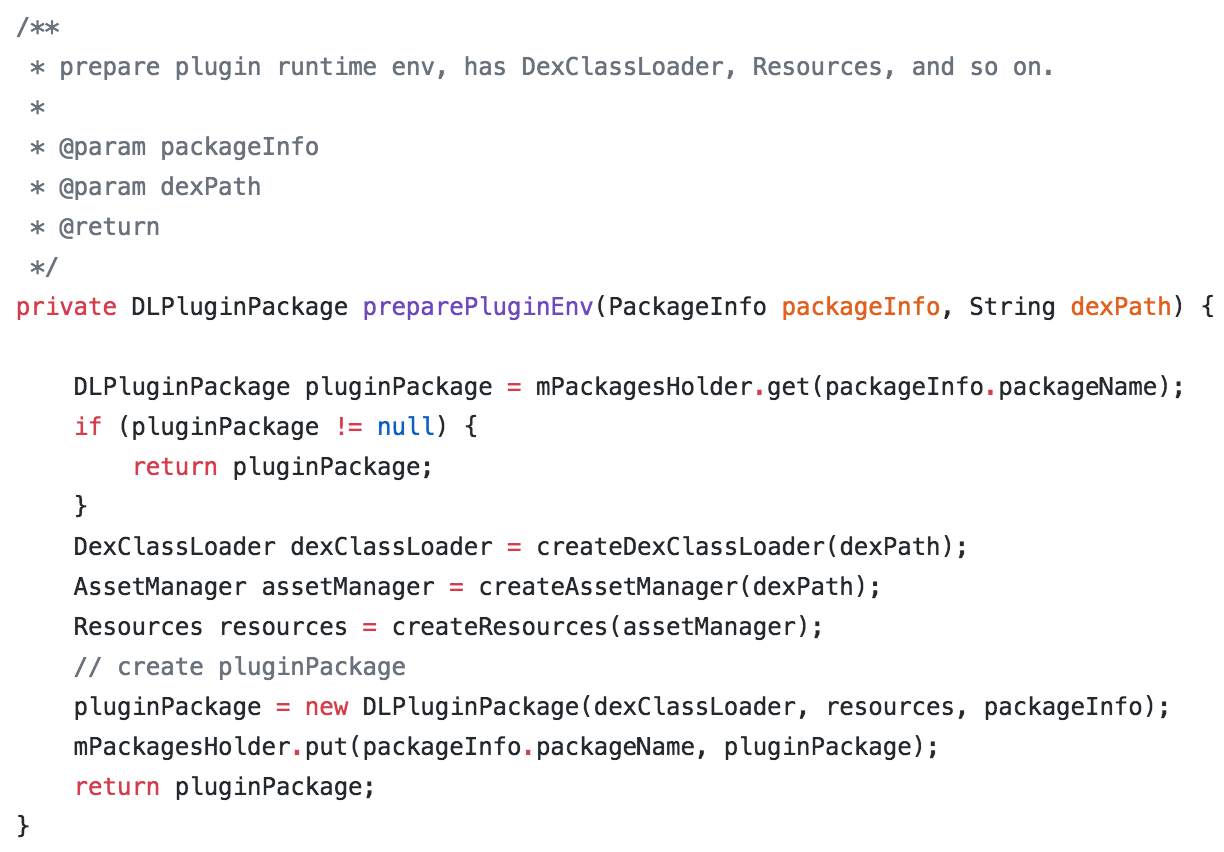 /**
 * prepare plugin runtime env, has DexClassLoader, Resources, and so on.
 *
 * @param packageInfo
 * @param dexPath
 * @return
 */
private DLPluginPackage preparePluginEnv(PackageInfo packageInfo, String dexPath) {

    DLPluginPackage pluginPackage = mPackagesHolder.get(packageInfo.packageName);
    if (pluginPackage != null) {
        return pluginPackage;
    }
    DexClassLoader dexClassLoader = createDexClassLoader(dexPath);
    AssetManager assetManager = createAssetManager(dexPath);
    Resources resources = createResources(assetManager);
    // create pluginPackage
    pluginPackage = new DLPluginPackage(dexClassLoader, resources, packageInfo);
    mPackagesHolder.put(packageInfo.packageName, pluginPackage);
    return pluginPackage;
}